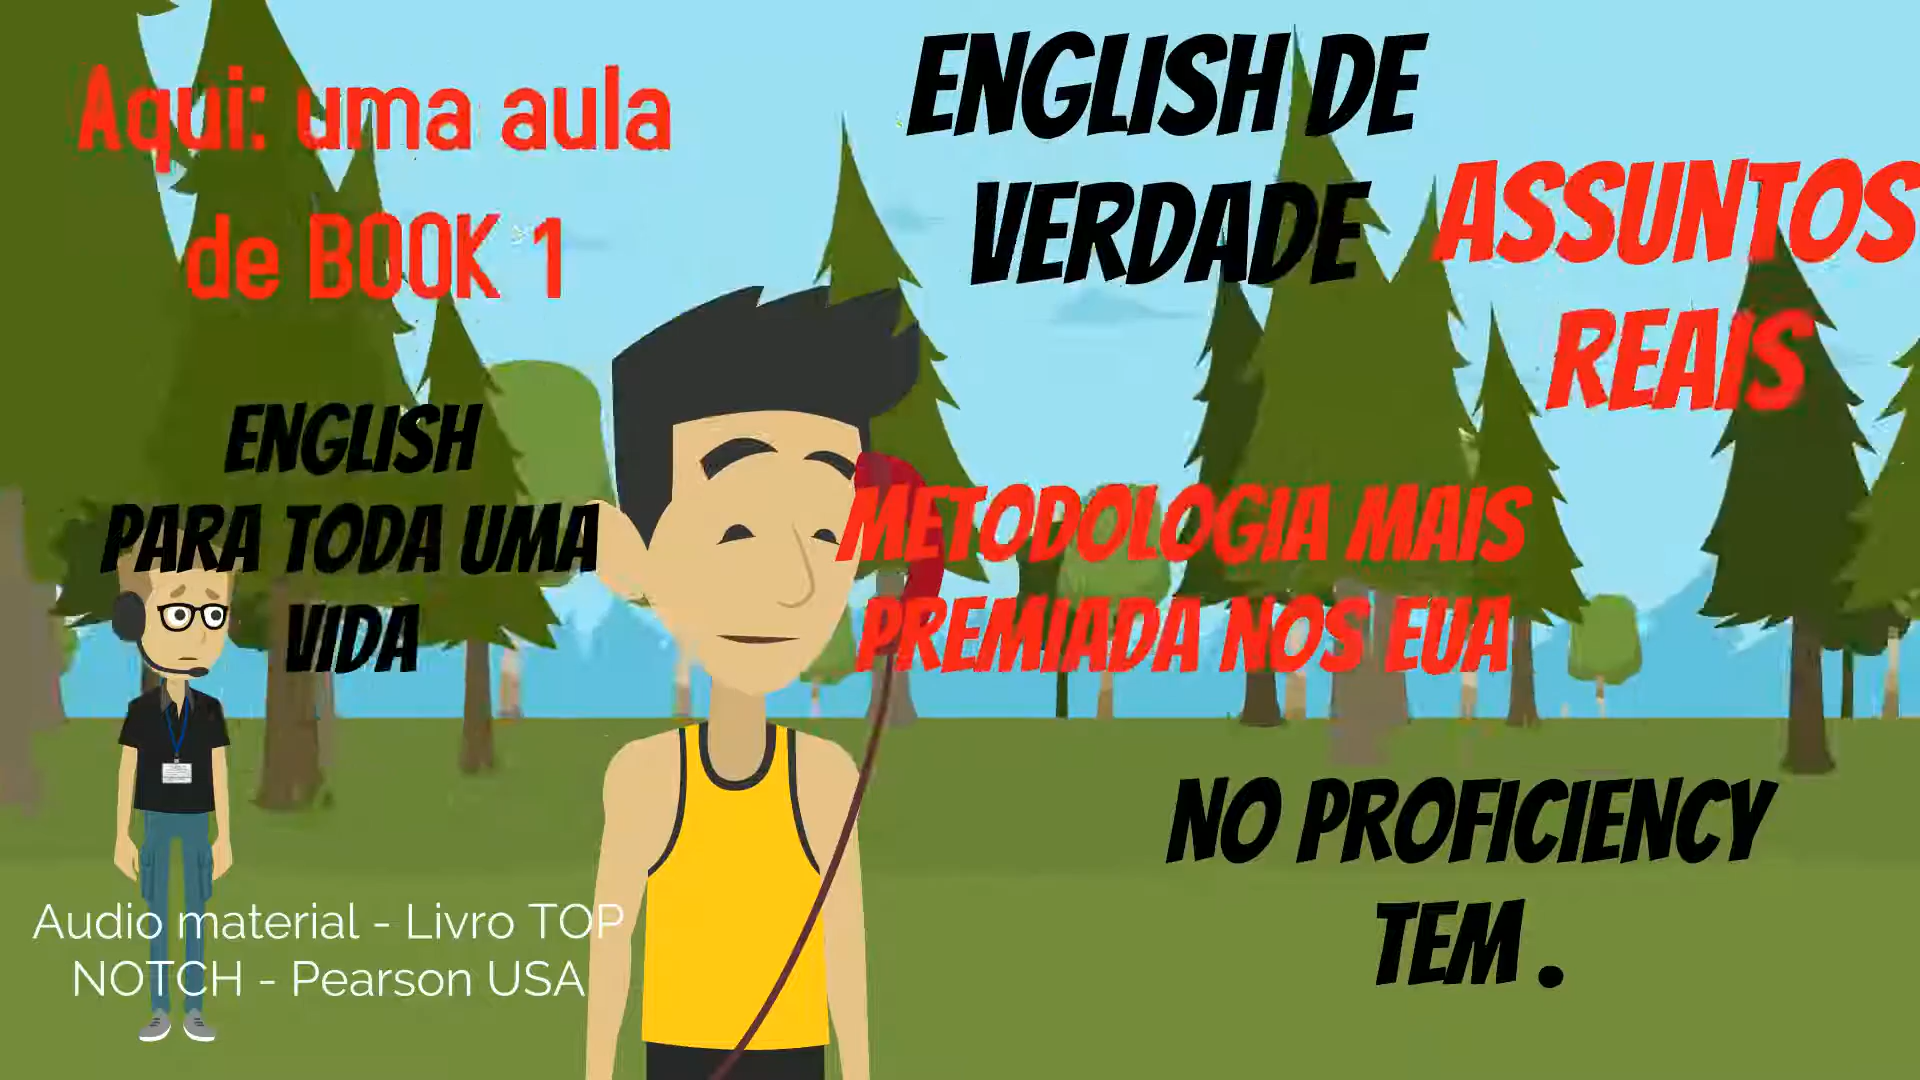 Aqui: uma aula
de BOOK 1
ENGLISH DE
VERDADE
ASSUNTOS
REAIS
ENGLISH
PARA TODA UMA
VIDA
METODOLOGIA MAIS
PREMIADA NOS EUA
NO PROFICIENCY
TEM .
Audio material - Livro TOP
NOTCH - Pearson USA